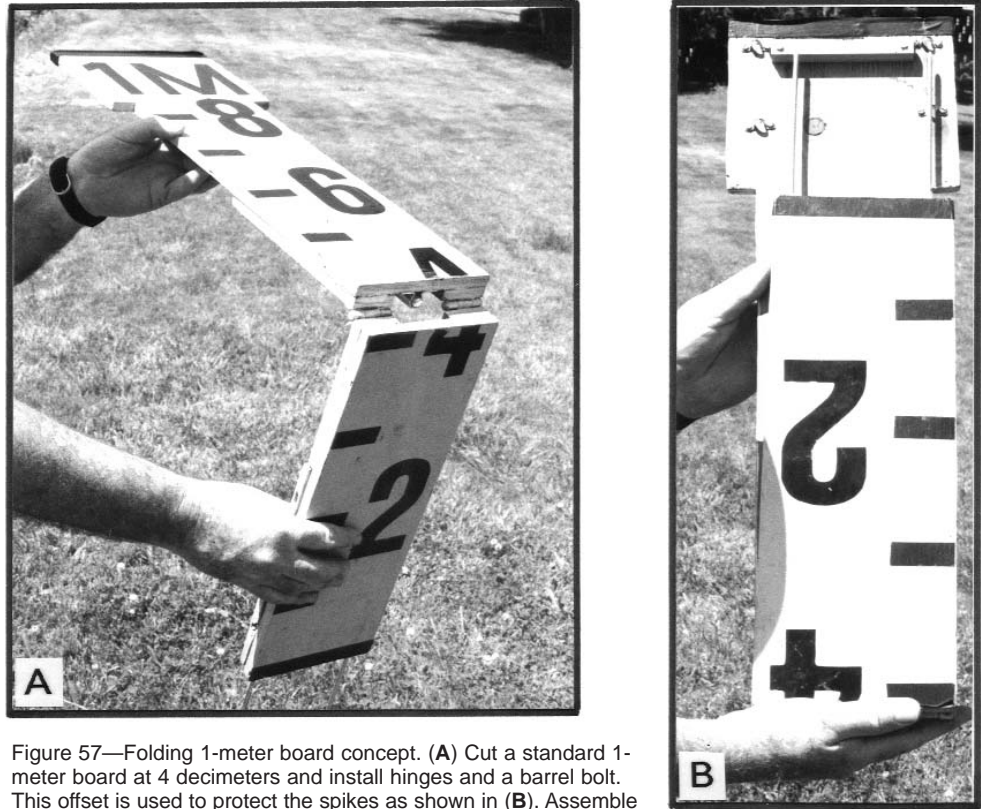 1M
8
6
4
4
2
A
2
4
B
Figure 57—Folding 1-meter board concept. (A) Cut a standard 1-
meter board at 4 decimeters and install hinges and a barrel bolt.
This offset is used to protect the spikes as shown in (B). Assemble